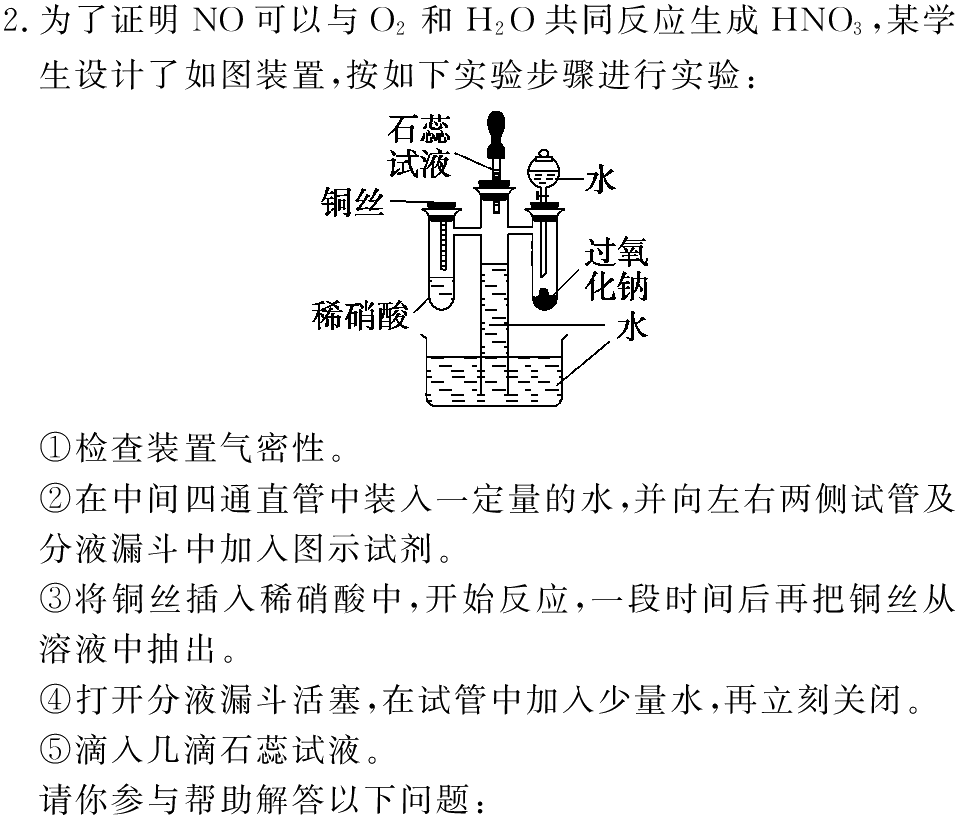 2. 为了证明 NO 可以与 O₂ 和 H₂O 共同反应生成 HNO₃,某学
生设计了如图装置,按如下实验步骤进行实验:
石蕊
试液
水
铜丝
过氧
化钠
稀硝酸
水
①检查装置气密性。
②在中间四通直管中装入一定量的水,并向左右两侧试管及
分液漏斗中加入图示试剂。
③将铜丝插入稀硝酸中,开始反应,一段时间后再把铜丝从
溶液中抽出。
④打开分液漏斗活塞,在试管中加入少量水,再立刻关闭。
⑤滴入几滴石蕊试液。
请你参与帮助解答以下问题: